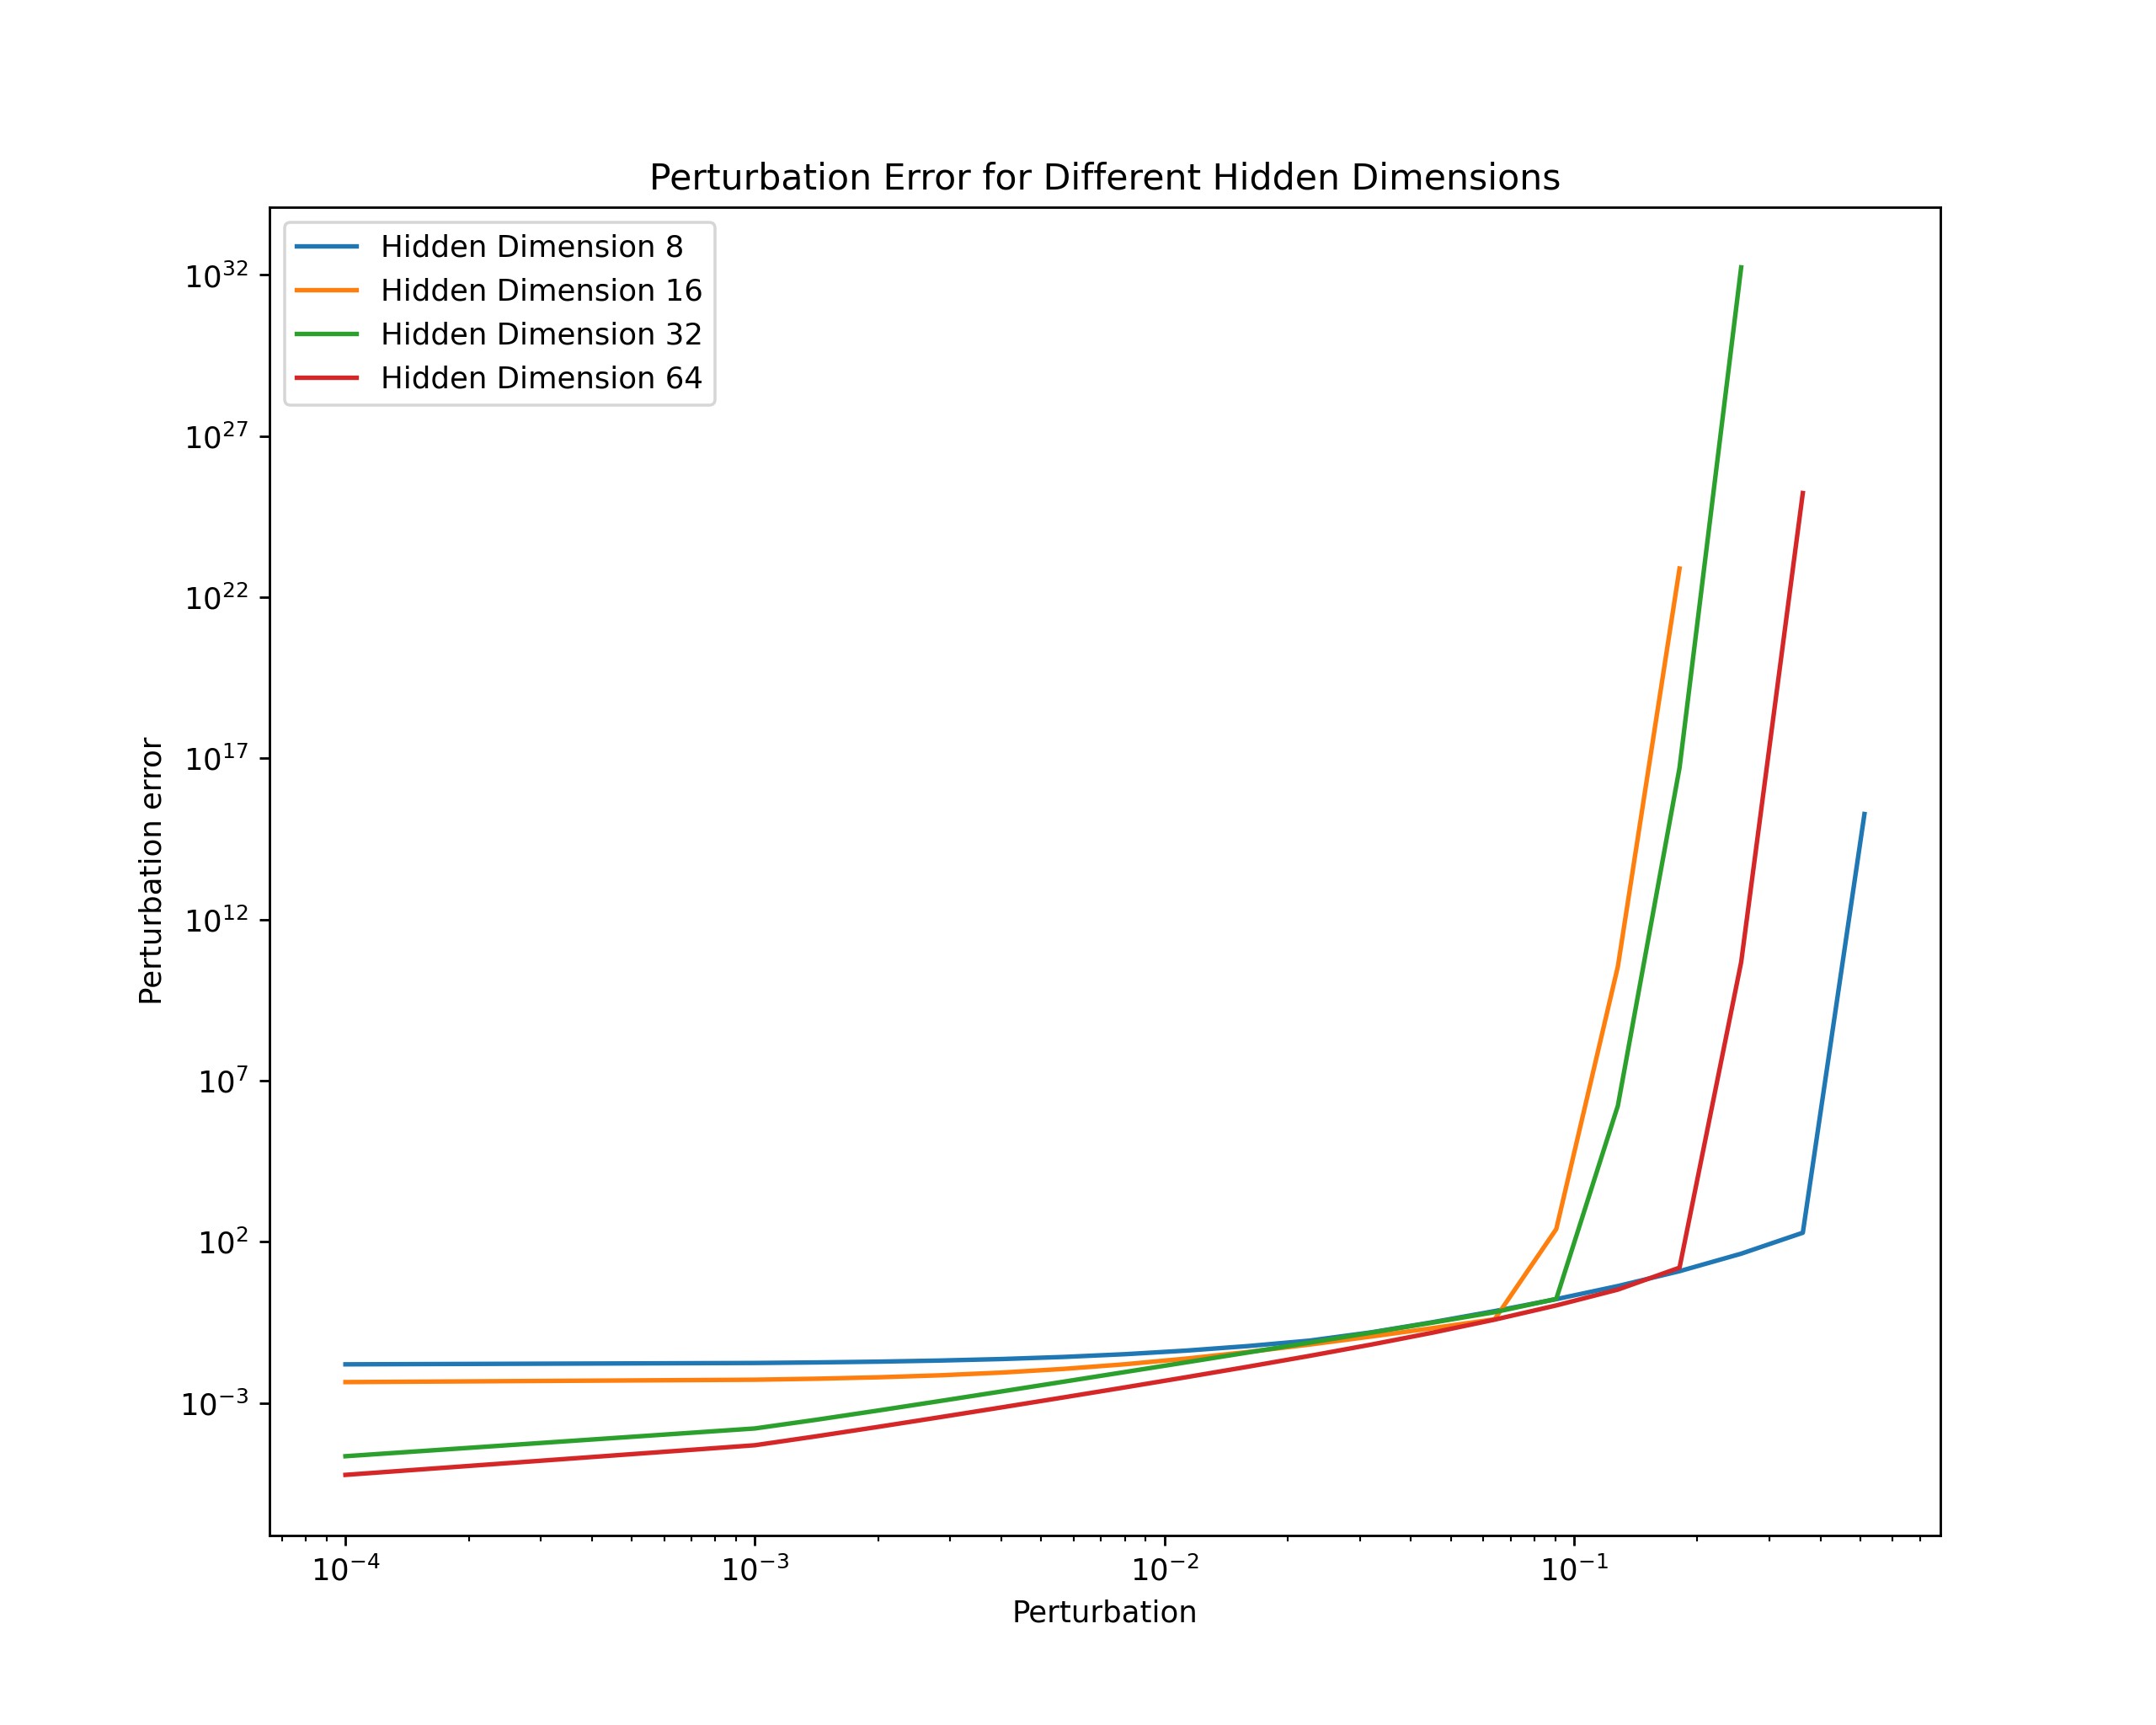 Perturbation Error for Different Hidden Dimensions
Hidden Dimension 8
Hidden Dimension 16
Hidden Dimension 32
Hidden Dimension 64
10^32
10^27
10^22
10^17
10^12
10^7
10^2
10^−3
Perturbation error
10^−4 10^−3 10^−2 10^−1
Perturbation